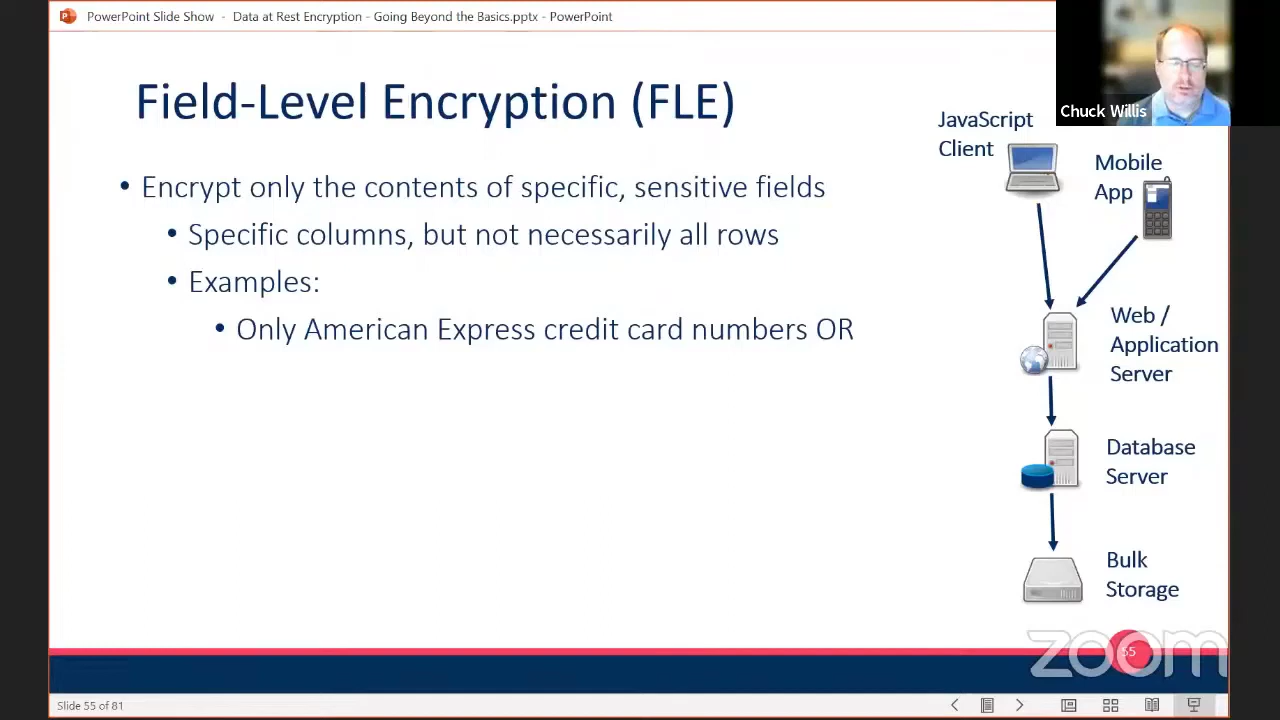 PowerPoint Slide Show - Data at Rest Encryption - Going Beyond the Basics.pptx - PowerPoint
Chuck Willis
Field-Level Encryption (FLE)
• Encrypt only the contents of specific, sensitive fields
• Specific columns, but not necessarily all rows
• Examples:
• Only American Express credit card numbers OR
JavaScript
Client
Mobile
App
Web /
Application
Server
Database
Server
Bulk
Storage
55
zoom
Slide 55 of 81